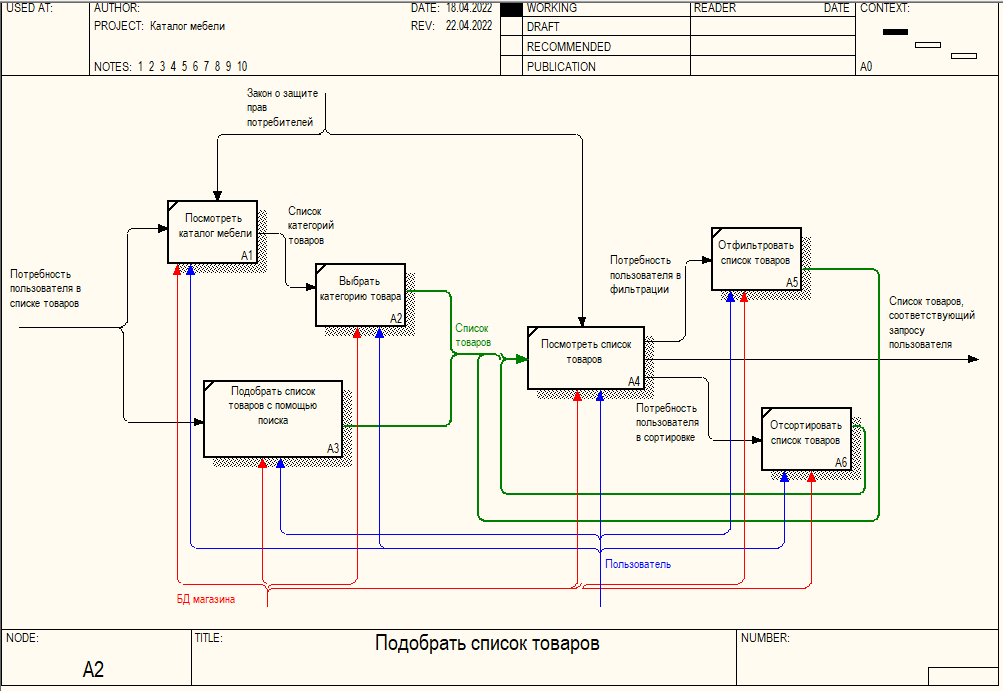 USED AT:
AUTHOR:
DATE: 18.04.2022
WORKING
READER
DATE
CONTEXT:
PROJECT: Каталог мебели
REV: 22.04.2022
DRAFT
RECOMMENDED
NOTES: 1 2 3 4 5 6 7 8 9 10
PUBLICATION
A0
Закон о защите
прав
потребителей
Посмотреть
каталог мебели
A1
Список
категорий
товаров
Потребность
пользователя в
списке товаров
Выбрать
категорию товара
A2
Список
товаров
Подобрать список
товаров с помощью
поиска
A3
Посмотреть список
товаров
A4
Потребность
пользователя в
фильтрации
Отфильтровать
список товаров
A5
Список товаров,
соответствующий
запросу
пользователя
Потребность
пользователя
в сортировке
Отсортировать
список товаров
A6
Пользователь
БД магазина
NODE:
A2
TITLE:
Подобрать список товаров
NUMBER: